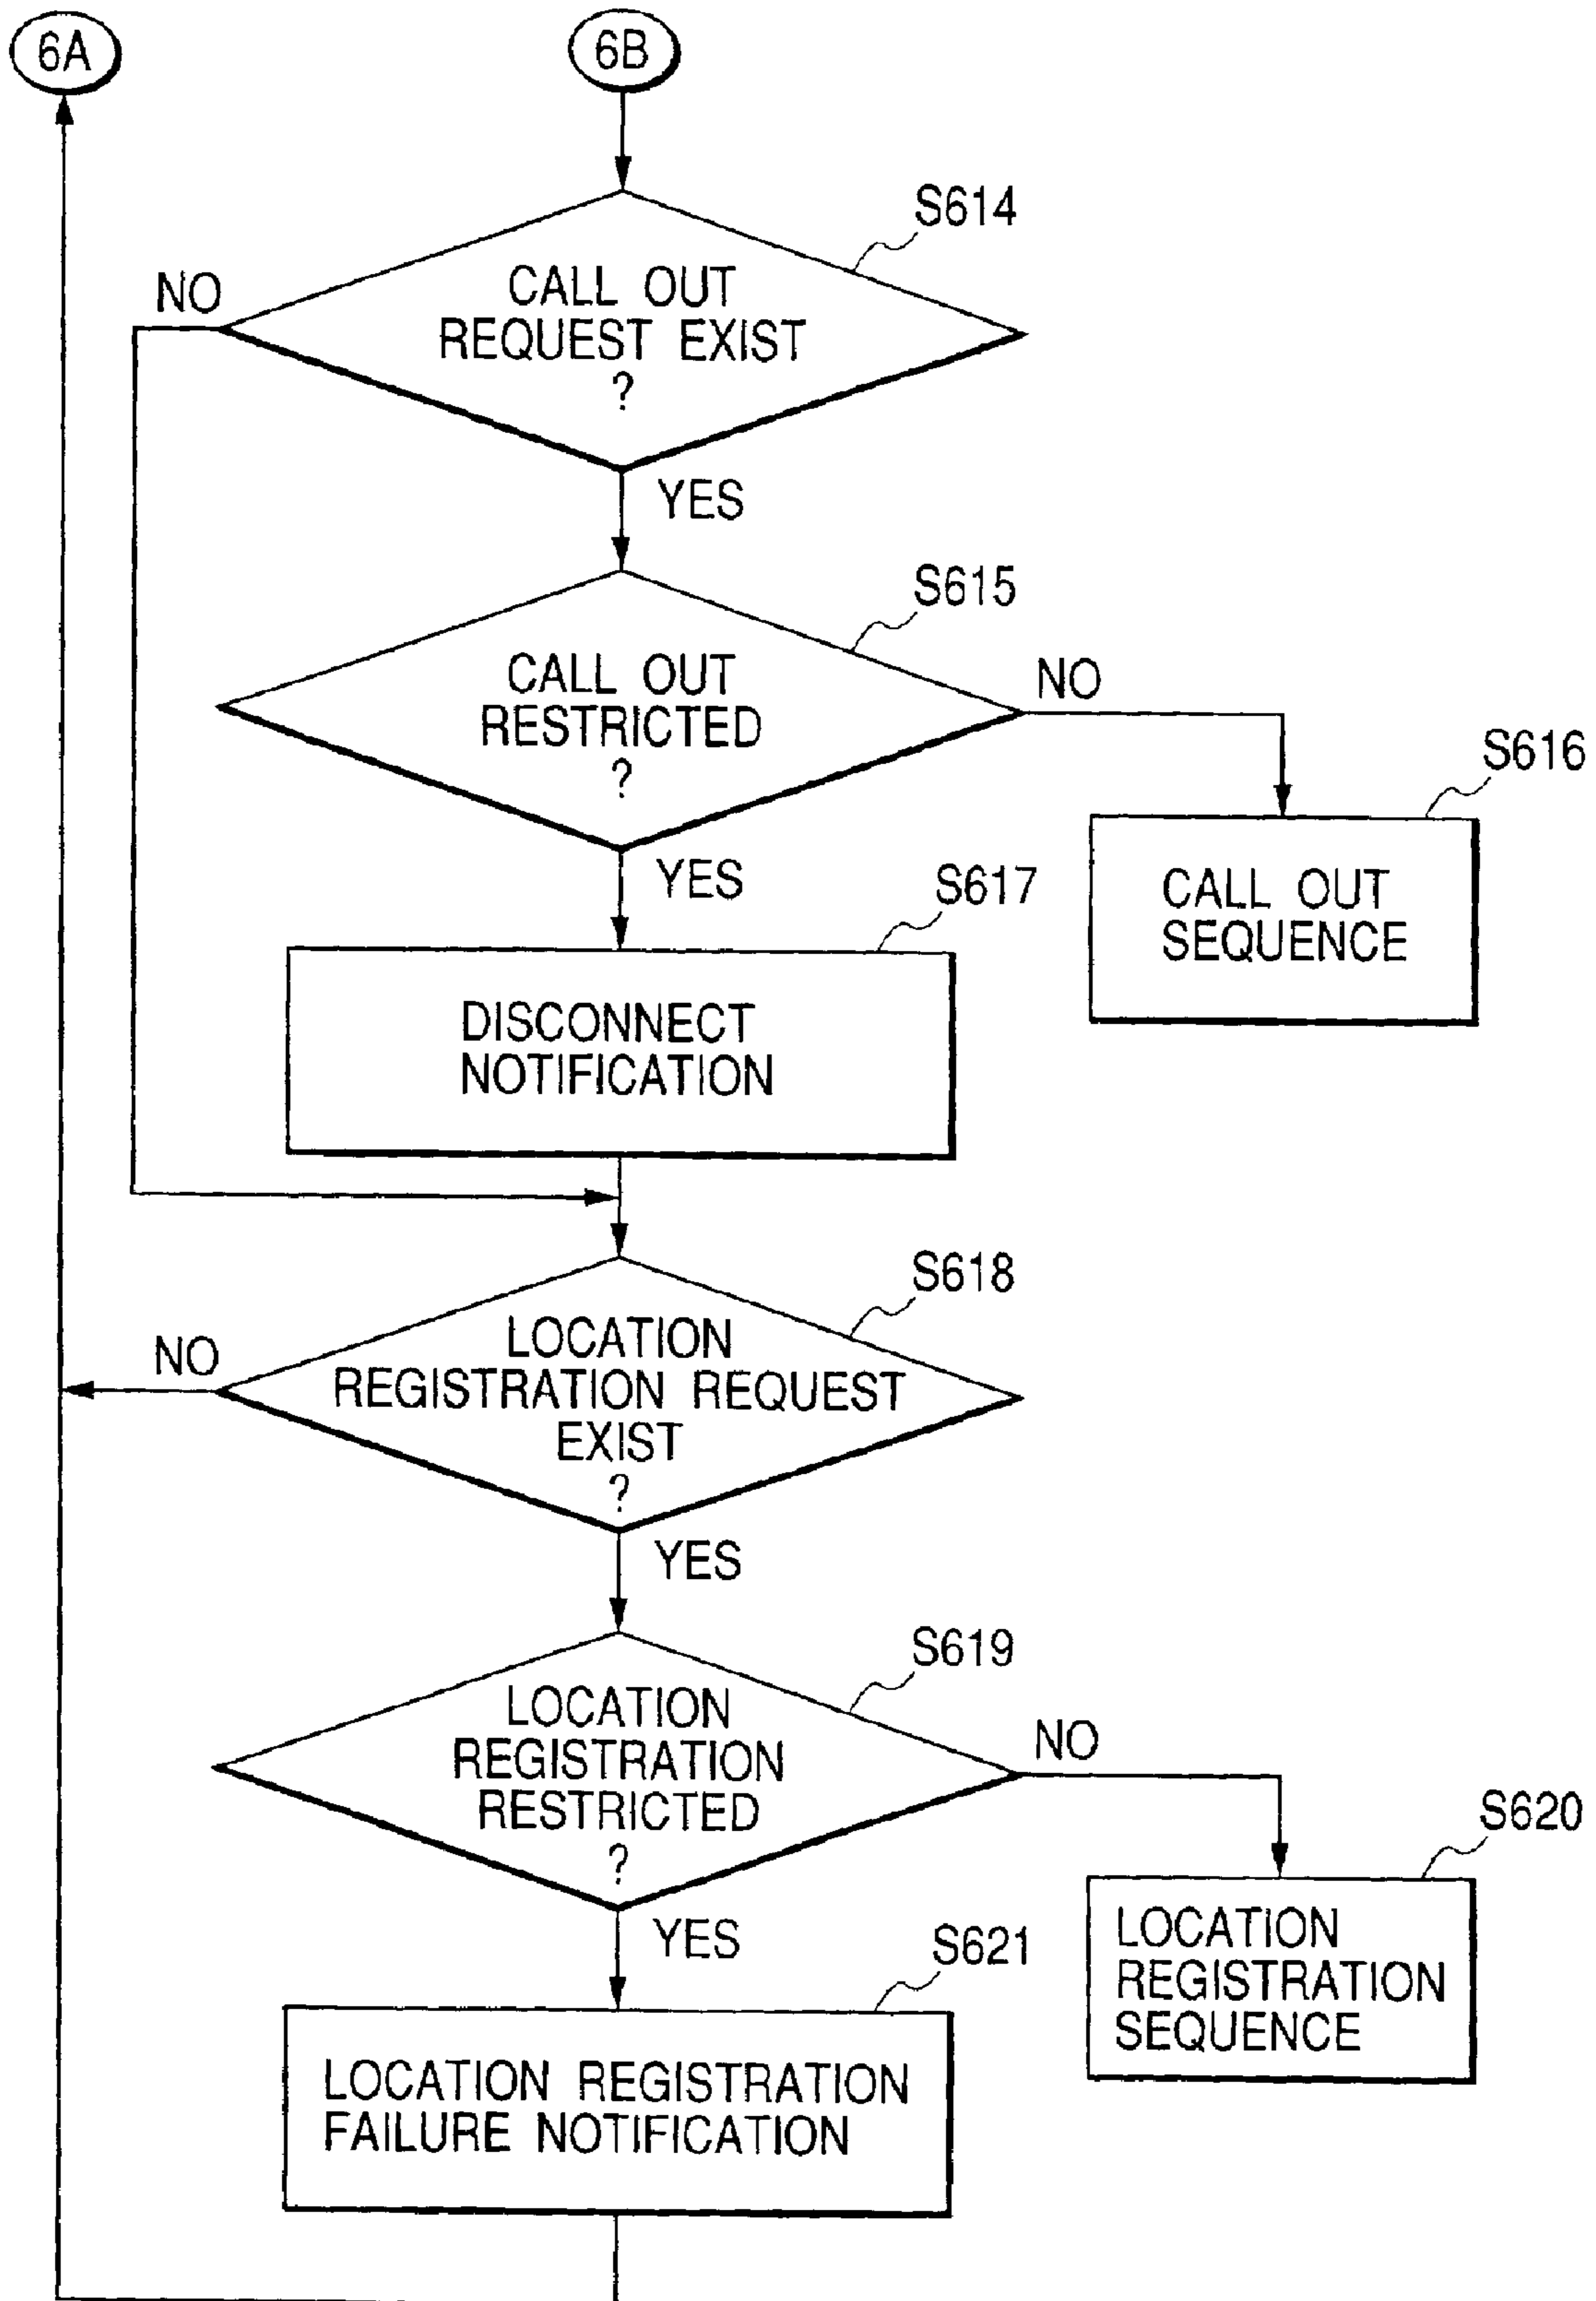 6A
6B
S614
NO
CALL OUT
REQUEST EXIST
?
YES
S615
CALL OUT
RESTRICTED
?
NO
S616
CALL OUT
SEQUENCE
YES
S617
DISCONNECT
NOTIFICATION
S618
NO
LOCATION
REGISTRATION REQUEST
EXIST
?
YES
S619
LOCATION
REGISTRATION
RESTRICTED
?
NO
S620
LOCATION
REGISTRATION
SEQUENCE
YES
S621
LOCATION REGISTRATION
FAILURE NOTIFICATION